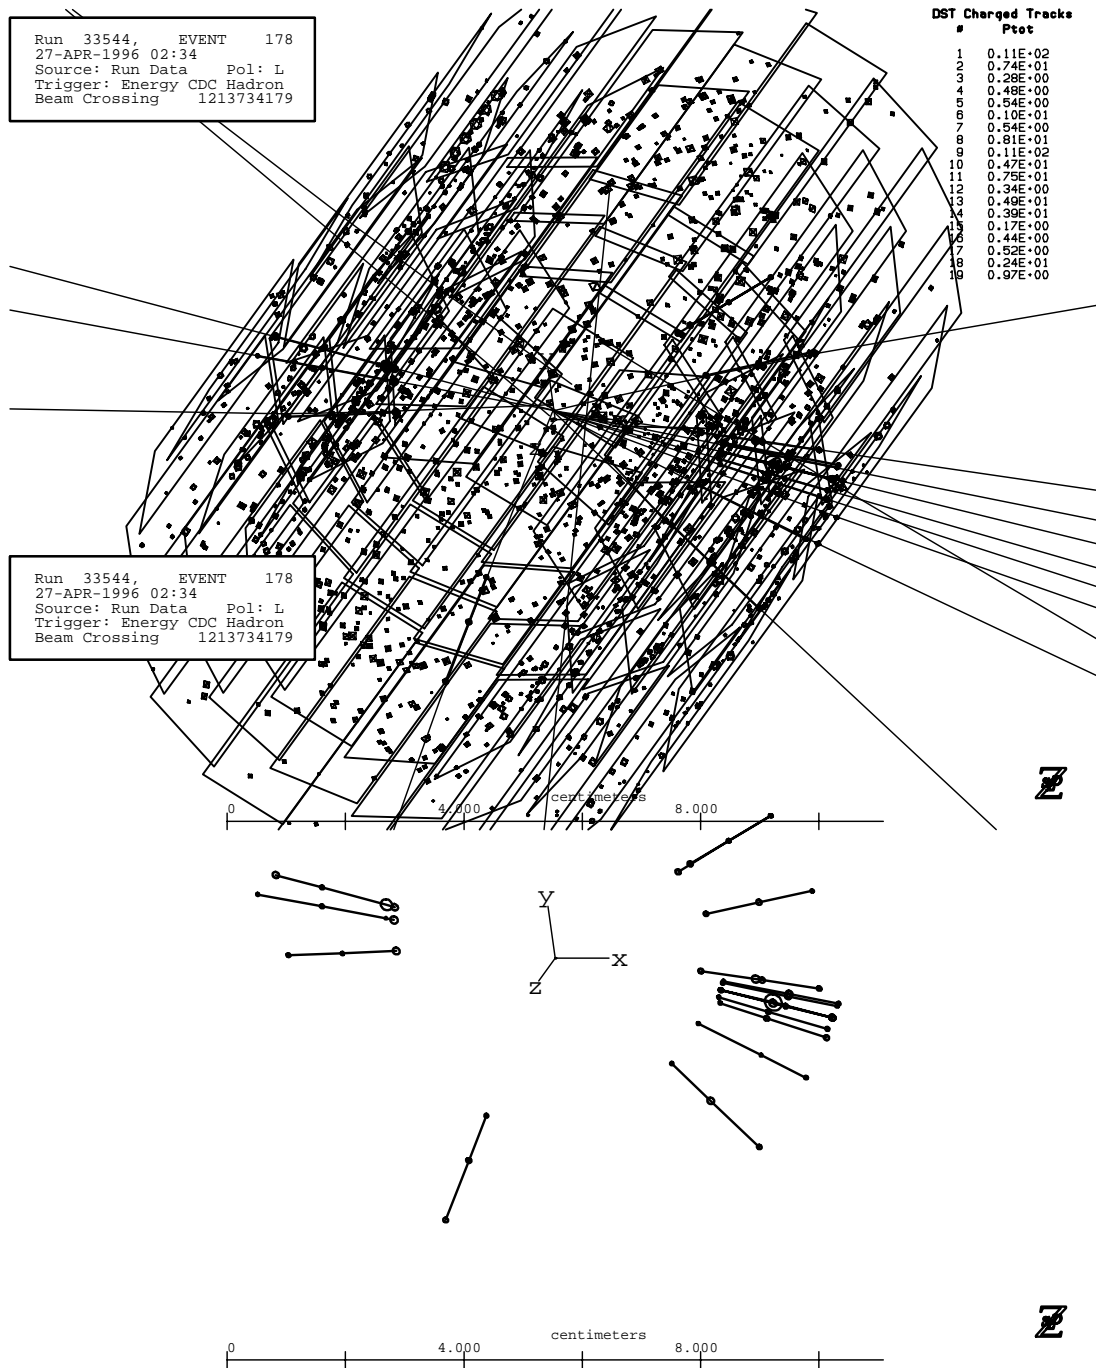 DST Charged Tracks
# Ptot
1 0.11E+02
2 0.74E+01
3 0.28E+00
4 0.48E+00
5 0.54E+00
6 0.10E+01
7 0.54E+00
8 0.81E+01
9 0.11E+02
10 0.47E+01
11 0.75E+01
12 0.34E+00
13 0.49E+01
14 0.39E+01
15 0.17E+00
16 0.44E+00
17 0.52E+00
18 0.24E+01
19 0.97E+00
Run 33544, EVENT 178
27-APR-1996 02:34
Source: Run Data Pol: L
Trigger: Energy CDC Hadron
Beam Crossing 1213734179
Run 33544, EVENT 178
27-APR-1996 02:34
Source: Run Data Pol: L
Trigger: Energy CDC Hadron
Beam Crossing 1213734179
centimeters
0 4.000 8.000
y
x
z
centimeters
0 4.000 8.000